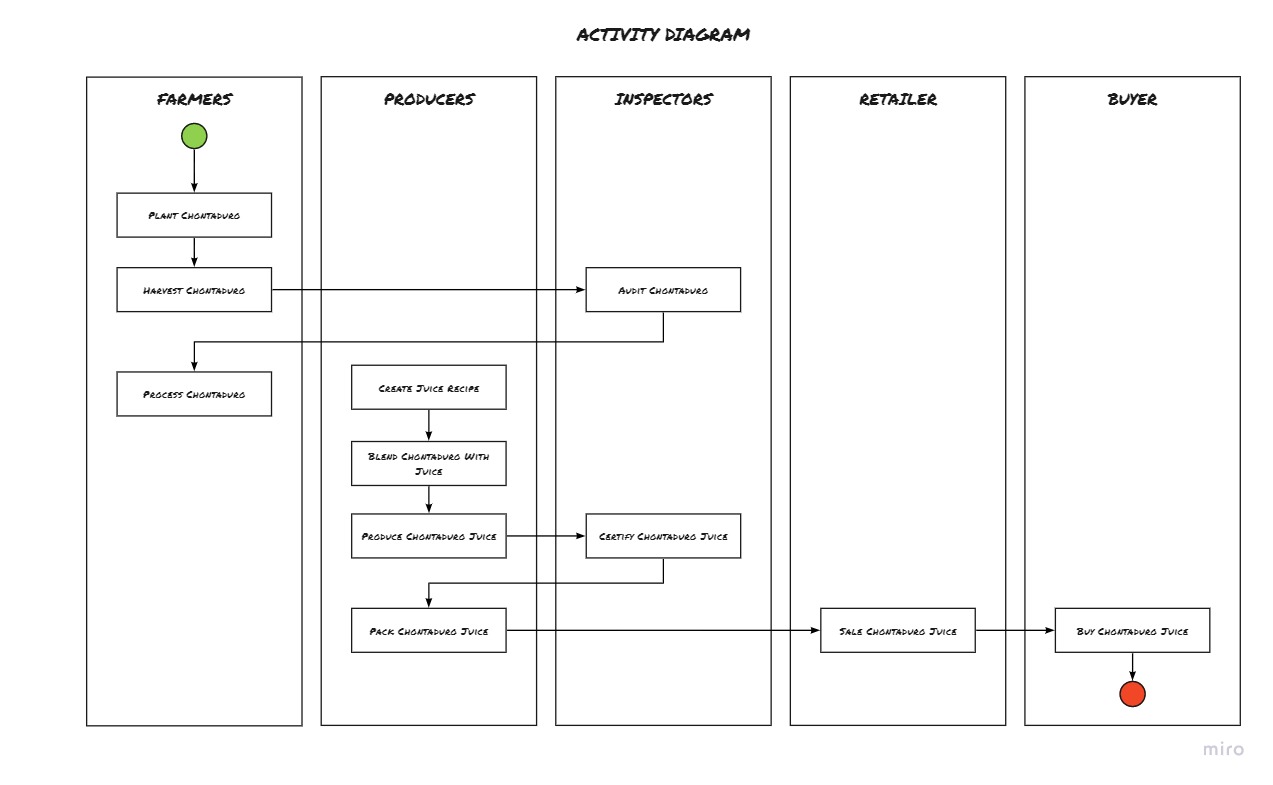 ACTIVITY DIAGRAM
FARMERS
PRODUCERS
INSPECTORS
RETAILER
BUYER
Plant Chontaduro
Harvest Chontaduro
Audit Chontaduro
Process Chontaduro
Create Juice Recipe
Blend Chontaduro With
Juice
Produce Chontaduro Juice
Certify Chontaduro Juice
Pack Chontaduro Juice
Sale Chontaduro Juice
Buy Chontaduro Juice
miro